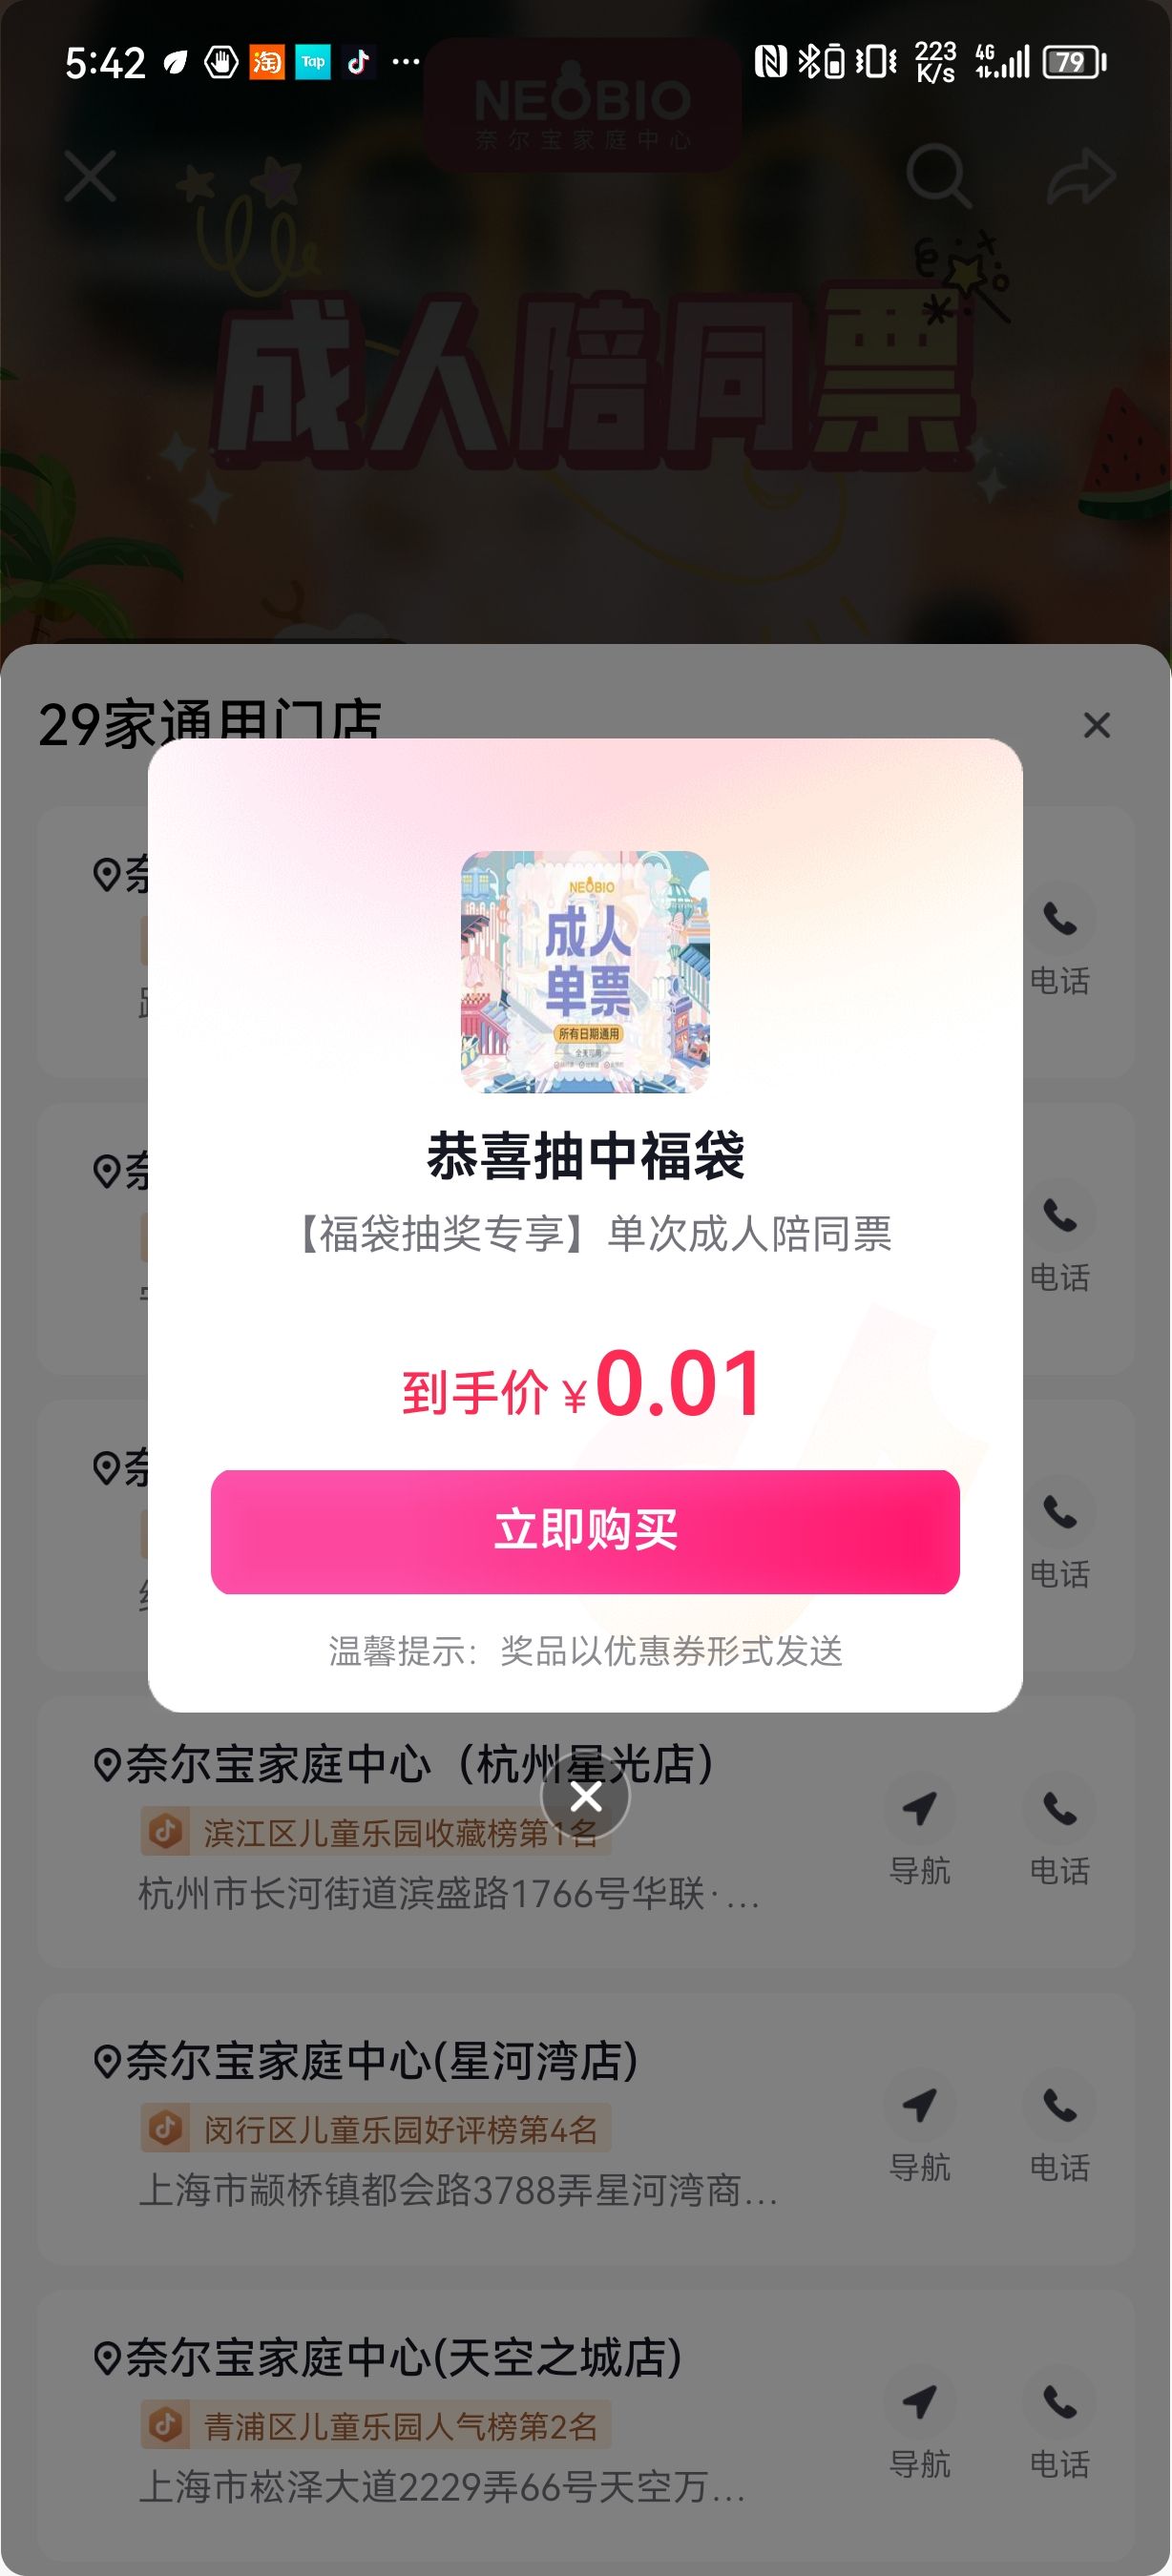 5:42
淘
Tap
223
K/s
4G
79
NEOBIO
奈尔宝家庭中心
成人陪同票
29家通用门店
电话
电话
电话
NEOBIO
成人
单票
所有日期通用
恭喜抽中福袋
【福袋抽奖专享】单次成人陪同票
到手价 ¥0.01
立即购买
温馨提示：奖品以优惠券形式发送
奈尔宝家庭中心（杭州星光店）
滨江区儿童乐园收藏榜第1名
杭州市长河街道滨盛路1766号华联·...
导航
电话
奈尔宝家庭中心(星河湾店)
闵行区儿童乐园好评榜第4名
上海市颛桥镇都会路3788弄星河湾商...
导航
电话
奈尔宝家庭中心(天空之城店)
青浦区儿童乐园人气榜第2名
上海市崧泽大道2229弄66号天空万...
导航
电话